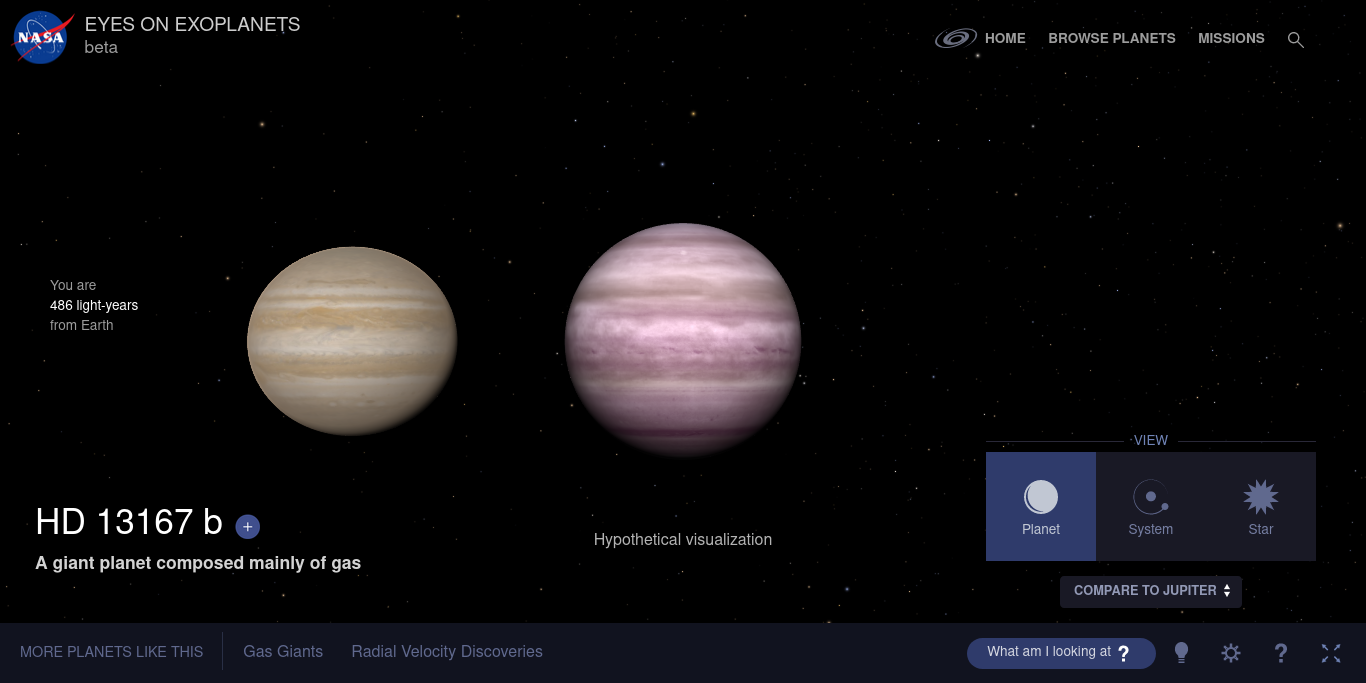 NASA
EYES ON EXOPLANETS
beta
HOME
BROWSE PLANETS
MISSIONS
You are
486 light-years
from Earth
VIEW
Planet
System
Star
HD 13167 b +
A giant planet composed mainly of gas
Hypothetical visualization
COMPARE TO JUPITER
MORE PLANETS LIKE THIS
Gas Giants
Radial Velocity Discoveries
What am I looking at ?
?